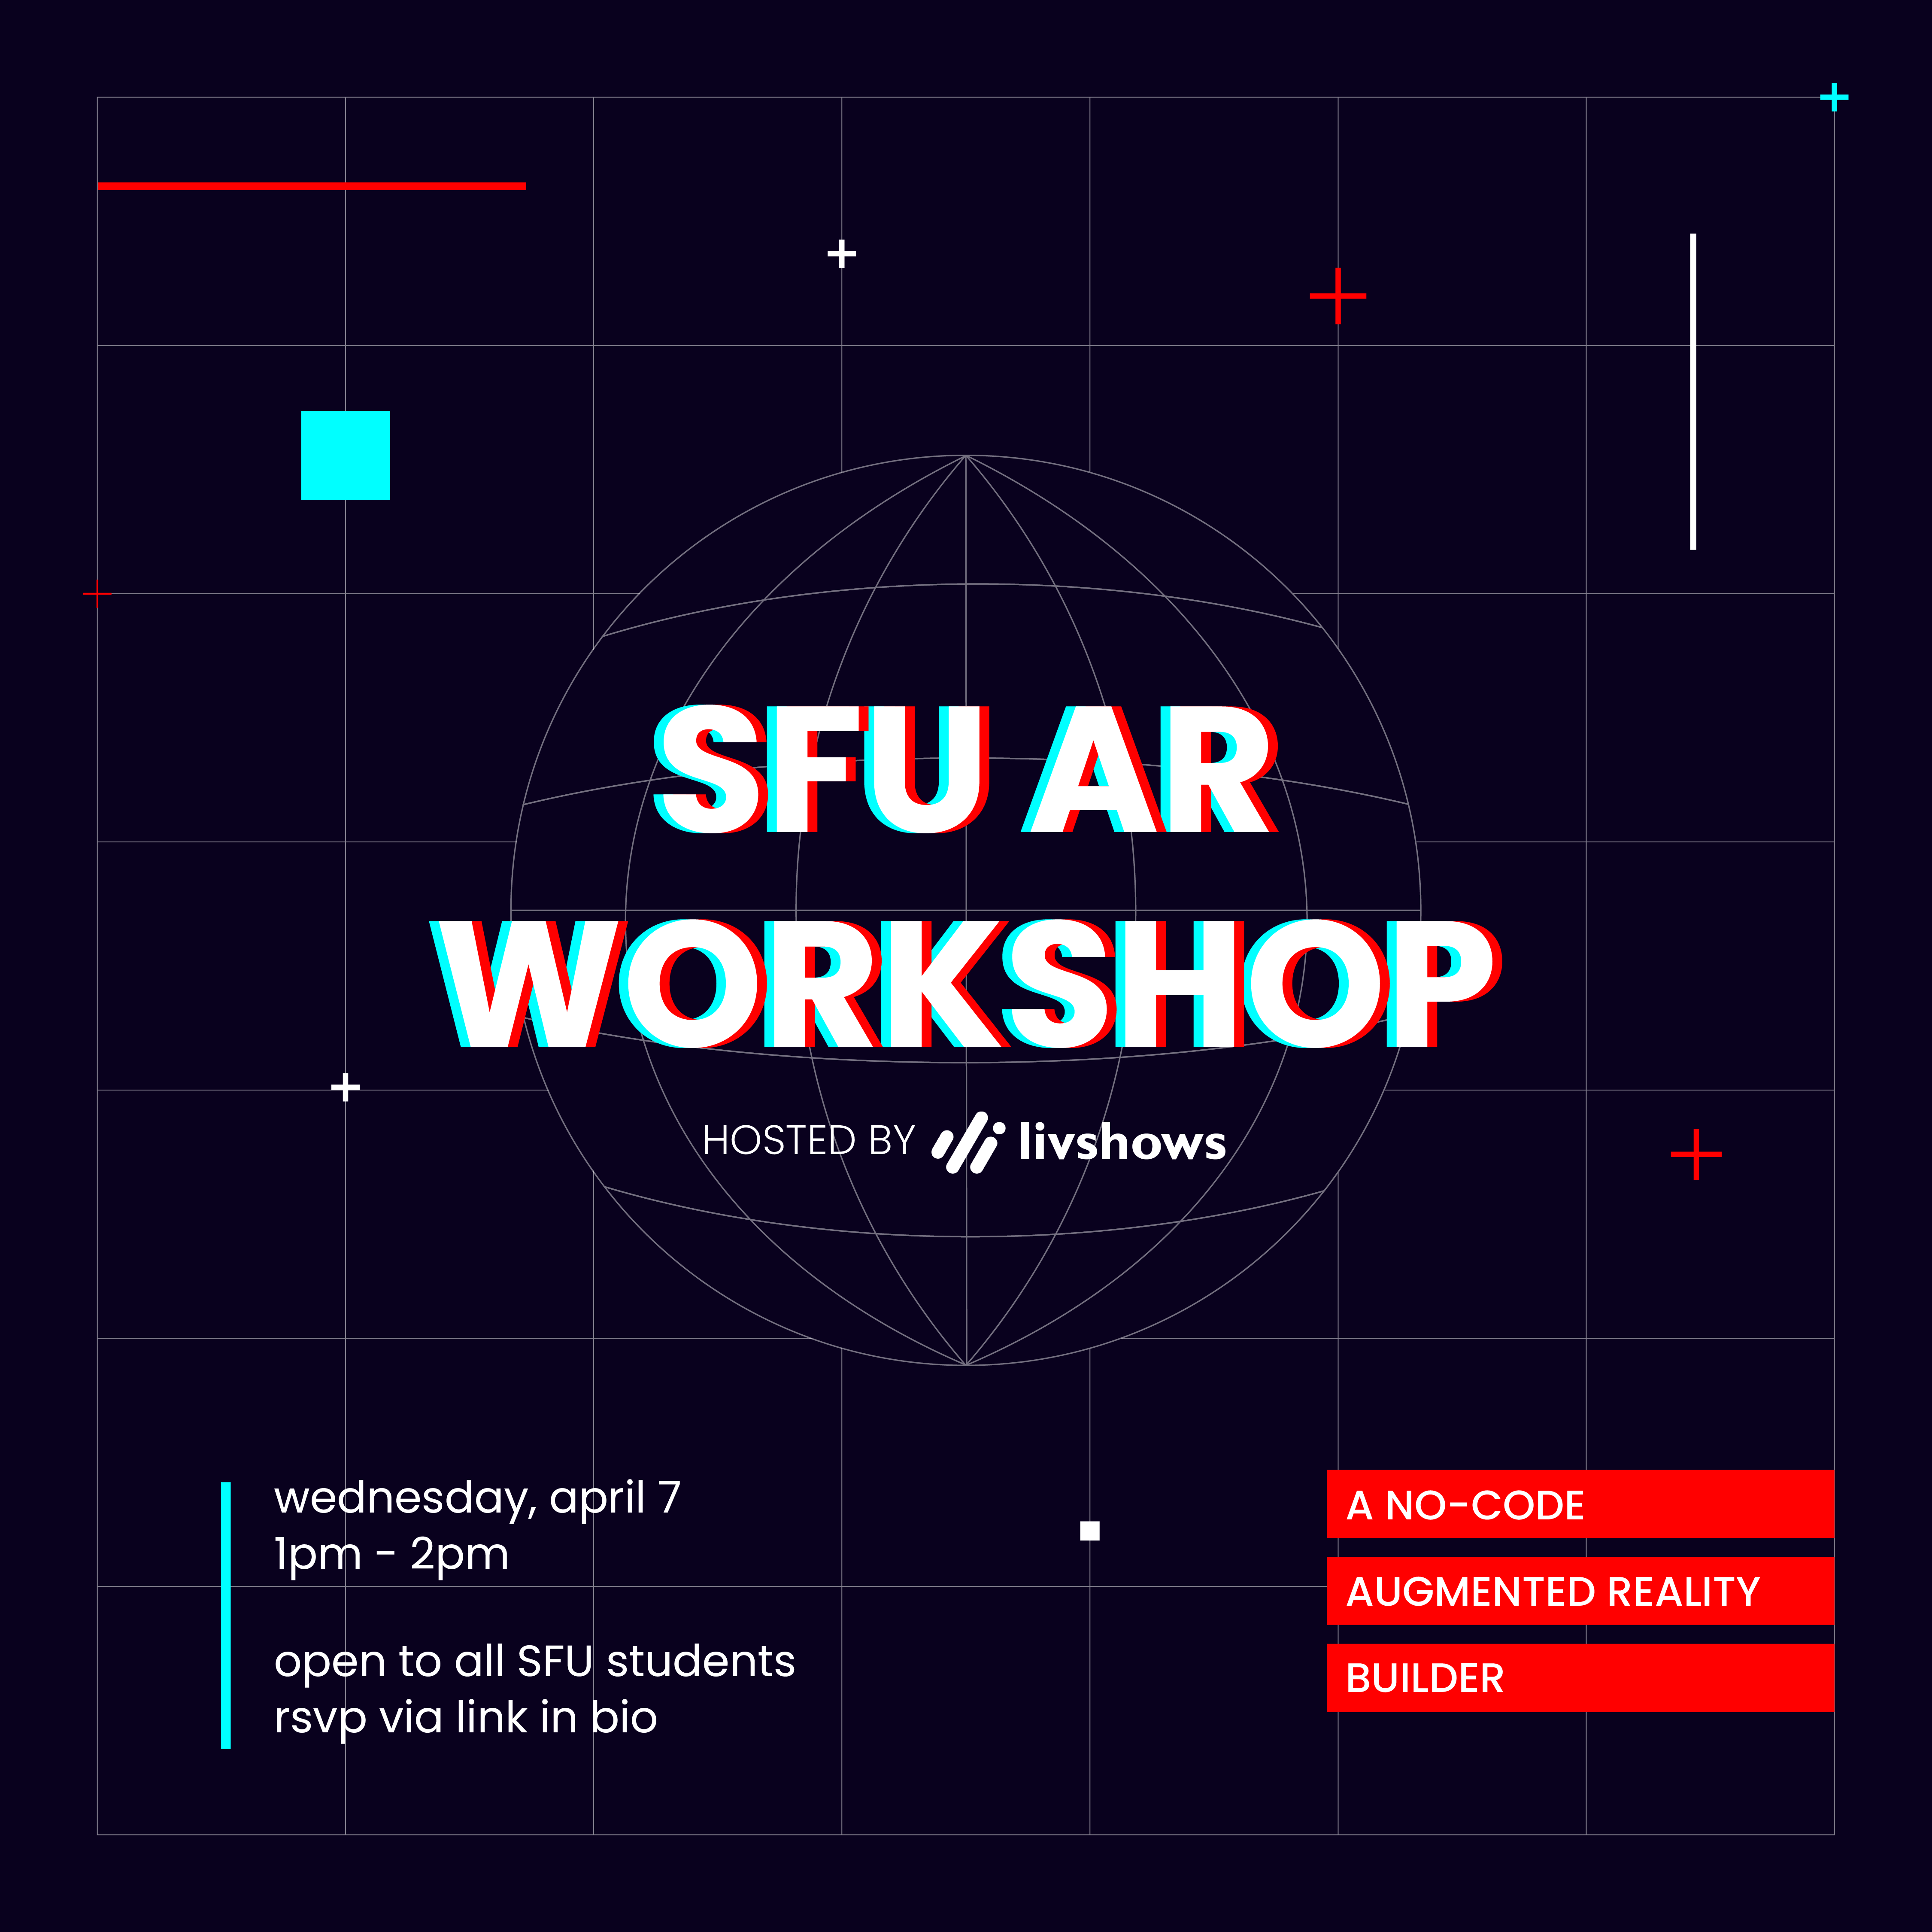 SFU AR
WORKSHOP
HOSTED BY livshows
wednesday, april 7
1pm - 2pm
open to all SFU students
rsvp via link in bio
A NO-CODE
AUGMENTED REALITY
BUILDER